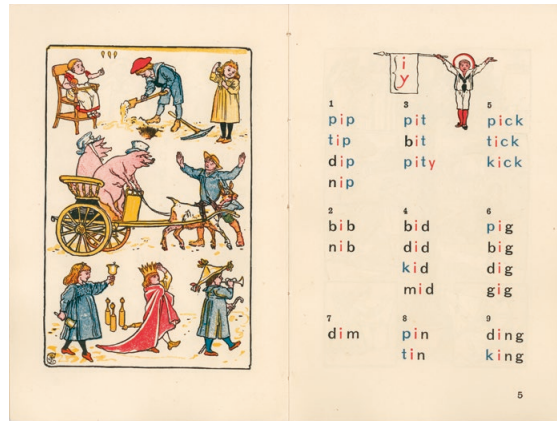 i
y
1 3 5
pip pit pick
tip bit tick
dip pity kick
nip
2 4 6
bib bid pig
nib did big
kid dig
mid gig
7 8 9
dim pin ding
tin king
5